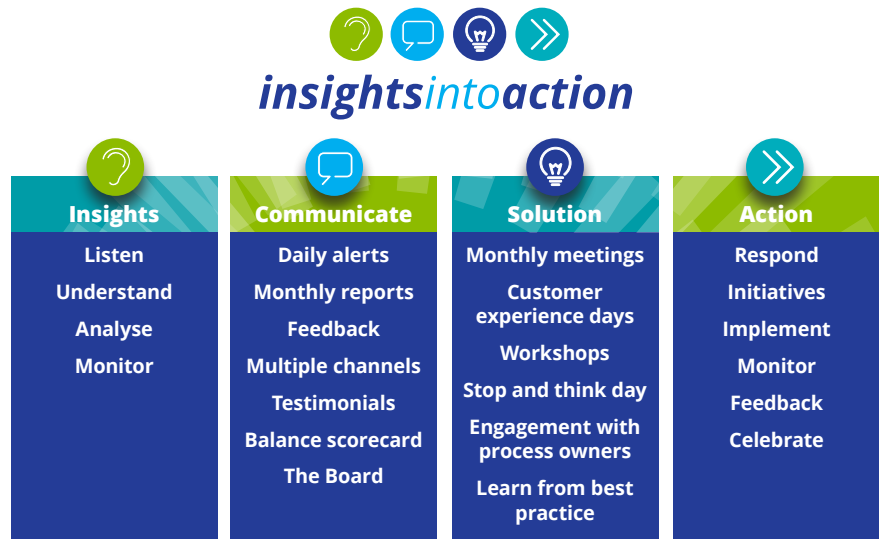 insightsintoaction
Insights
Listen
Understand
Analyse
Monitor
Communicate
Daily alerts
Monthly reports
Feedback
Multiple channels
Testimonials
Balance scorecard
The Board
Solution
Monthly meetings
Customer
experience days
Workshops
Stop and think day
Engagement with
process owners
Learn from best
practice
Action
Respond
Initiatives
Implement
Monitor
Feedback
Celebrate